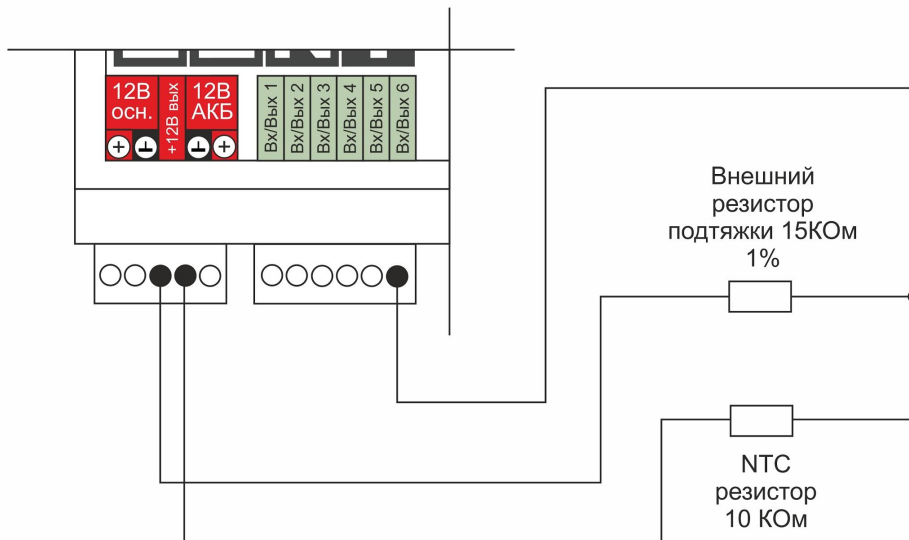 12В
осн.
+12В вых
12В
АКБ
Вх/Вых 1
Вх/Вых 2
Вх/Вых 3
Вх/Вых 4
Вх/Вых 5
Вх/Вых 6
Внешний
резистор
подтяжки 15КОм
1%
NTC
резистор
10 КОм